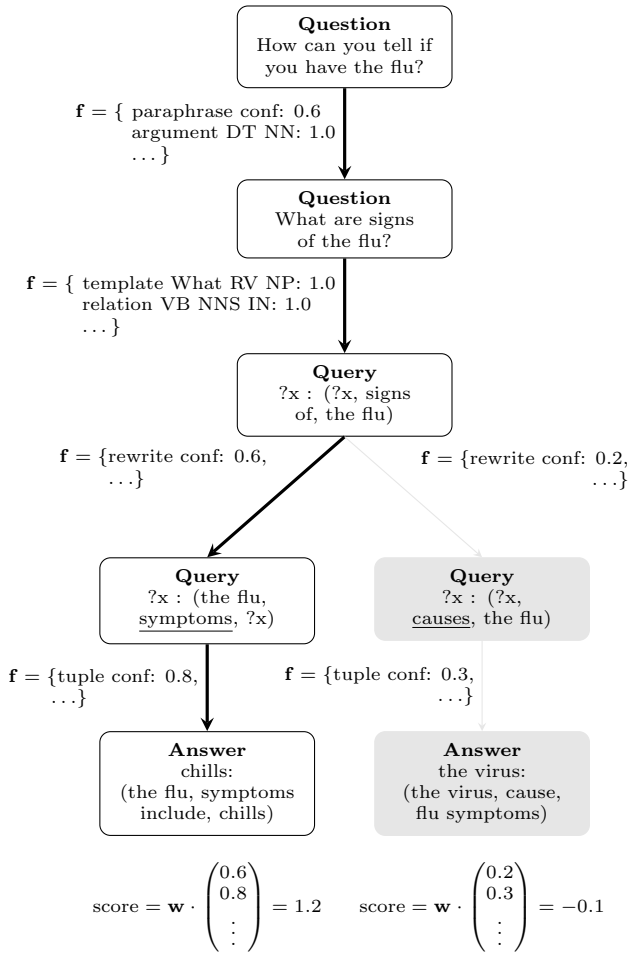 Question
How can you tell if
you have the flu?
f = { paraphrase conf: 0.6
argument DT NN: 1.0
... }
Question
What are signs
of the flu?
f = { template What RV NP: 1.0
relation VB NNS IN: 1.0
... }
Query
?x : (?x, signs
of, the flu)
f = {rewrite conf: 0.6,
...}
f = {rewrite conf: 0.2,
...}
Query
?x : (the flu,
symptoms, ?x)
Query
?x : (?x,
causes, the flu)
f = {tuple conf: 0.8,
...}
f = {tuple conf: 0.3,
...}
Answer
chills:
(the flu, symptoms
include, chills)
Answer
the virus:
(the virus, cause,
flu symptoms)
score = w · (0.6 0.8 ⋮) = 1.2
score = w · (0.2 0.3 ⋮) = −0.1